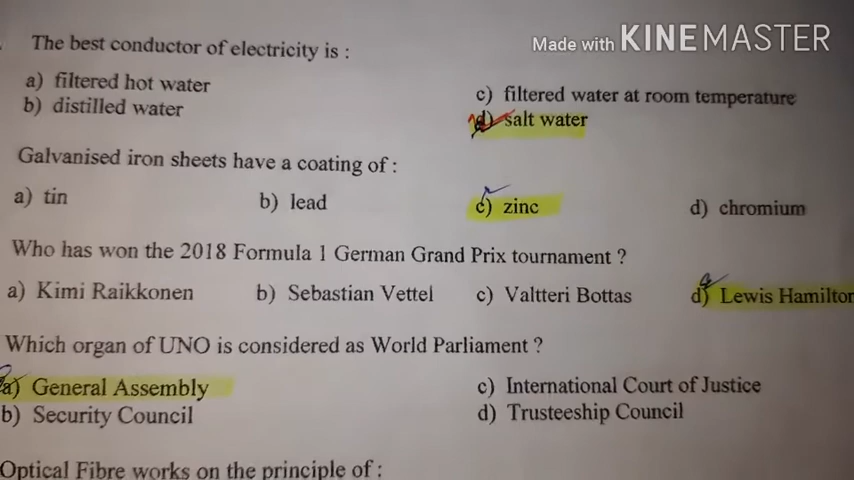 Made with KINEMASTER
The best conductor of electricity is :
a) filtered hot water
b) distilled water
c) filtered water at room temperature
d) salt water
Galvanised iron sheets have a coating of :
a) tin b) lead c) zinc d) chromium
Who has won the 2018 Formula 1 German Grand Prix tournament ?
a) Kimi Raikkonen b) Sebastian Vettel c) Valtteri Bottas d) Lewis Hamilton
Which organ of UNO is considered as World Parliament ?
a) General Assembly
b) Security Council
c) International Court of Justice
d) Trusteeship Council
Optical Fibre works on the principle of :